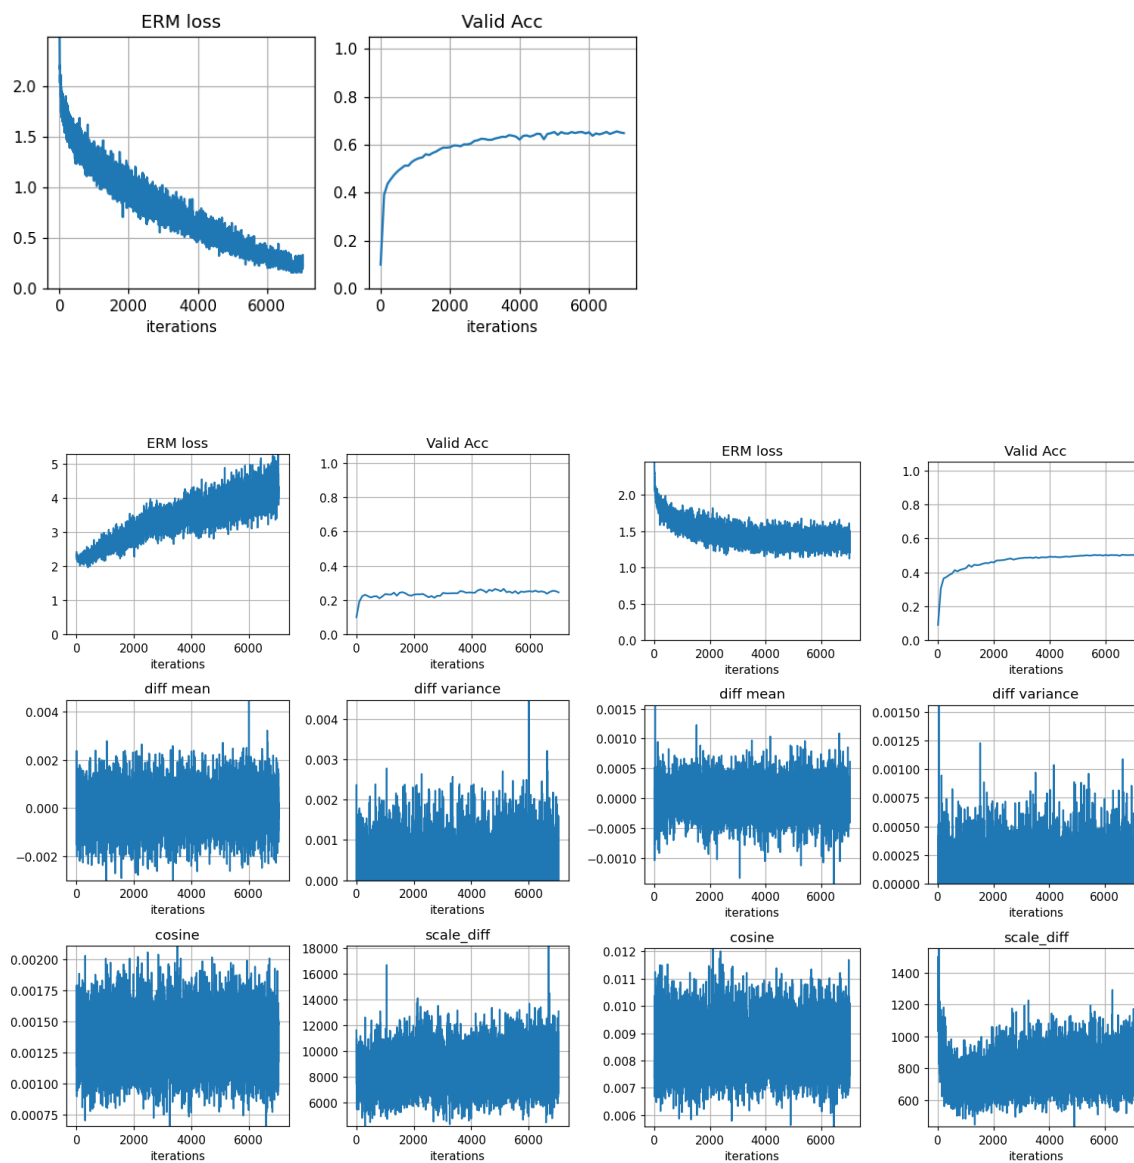 ERM loss
Valid Acc
2.0
1.5
1.0
0.5
0.0
0 2000 4000 6000
iterations
1.0
0.8
0.6
0.4
0.2
0.0
0 2000 4000 6000
iterations
ERM loss
5
4
3
2
1
0
0 2000 4000 6000
iterations
Valid Acc
1.0
0.8
0.6
0.4
0.2
0.0
0 2000 4000 6000
iterations
ERM loss
2.0
1.5
1.0
0.5
0.0
0 2000 4000 6000
iterations
Valid Acc
1.0
0.8
0.6
0.4
0.2
0.0
0 2000 4000 6000
iterations
diff mean
0.004
0.002
0.000
−0.002
0 2000 4000 6000
iterations
diff variance
0.004
0.003
0.002
0.001
0.000
0 2000 4000 6000
iterations
diff mean
0.0015
0.0010
0.0005
0.0000
−0.0005
−0.0010
0 2000 4000 6000
iterations
diff variance
0.00150
0.00125
0.00100
0.00075
0.00050
0.00025
0.00000
0 2000 4000 6000
iterations
cosine
0.00200
0.00175
0.00150
0.00125
0.00100
0.00075
0 2000 4000 6000
iterations
scale_diff
18000
16000
14000
12000
10000
8000
6000
0 2000 4000 6000
iterations
cosine
0.012
0.011
0.010
0.009
0.008
0.007
0.006
0 2000 4000 6000
iterations
scale_diff
1400
1200
1000
800
600
0 2000 4000 6000
iterations